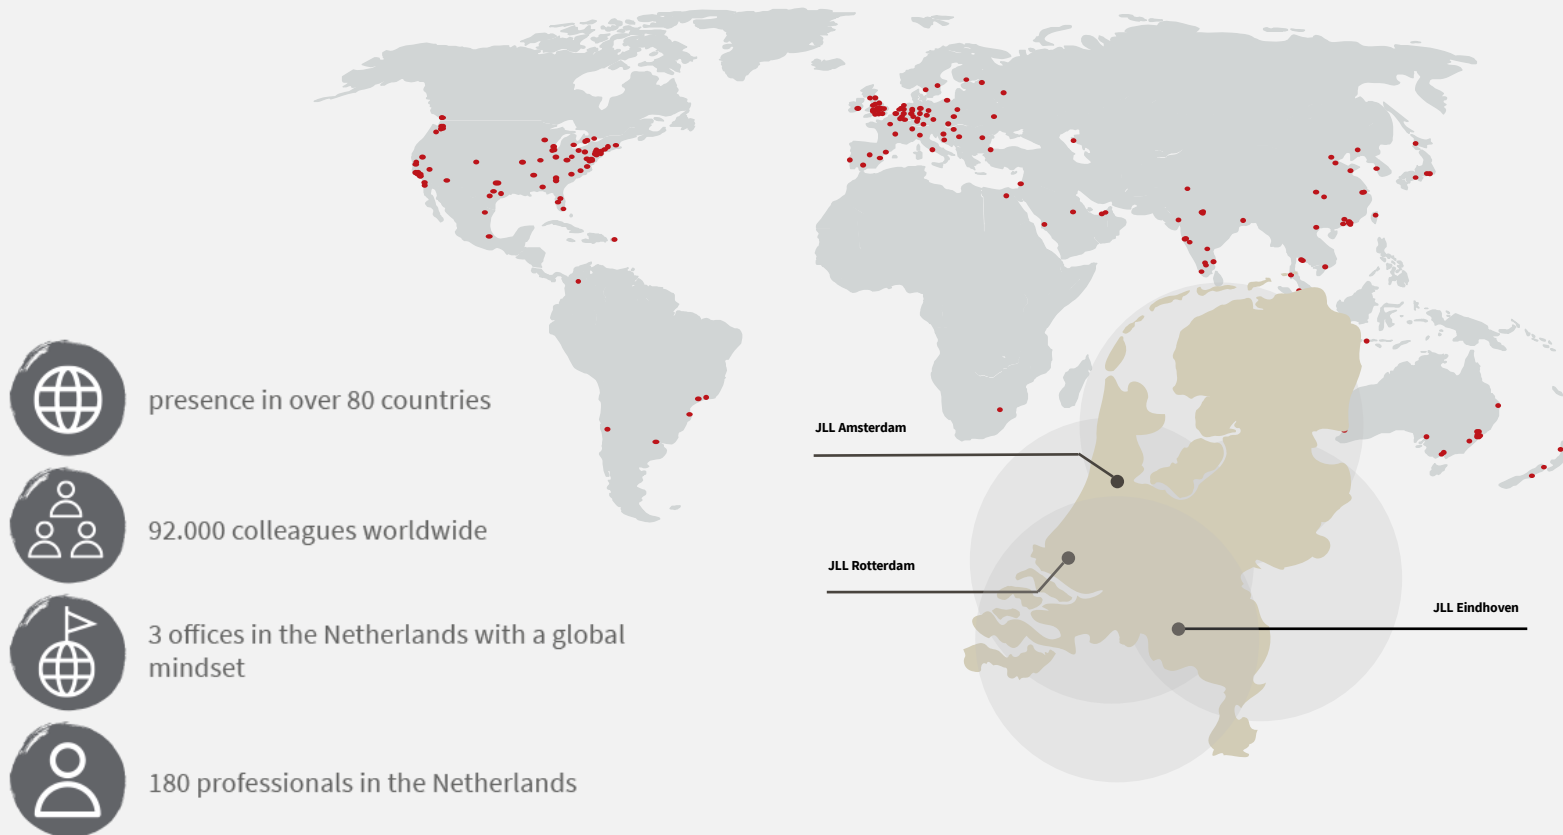 presence in over 80 countries
92.000 colleagues worldwide
3 offices in the Netherlands with a global
mindset
180 professionals in the Netherlands
JLL Amsterdam
JLL Rotterdam
JLL Eindhoven